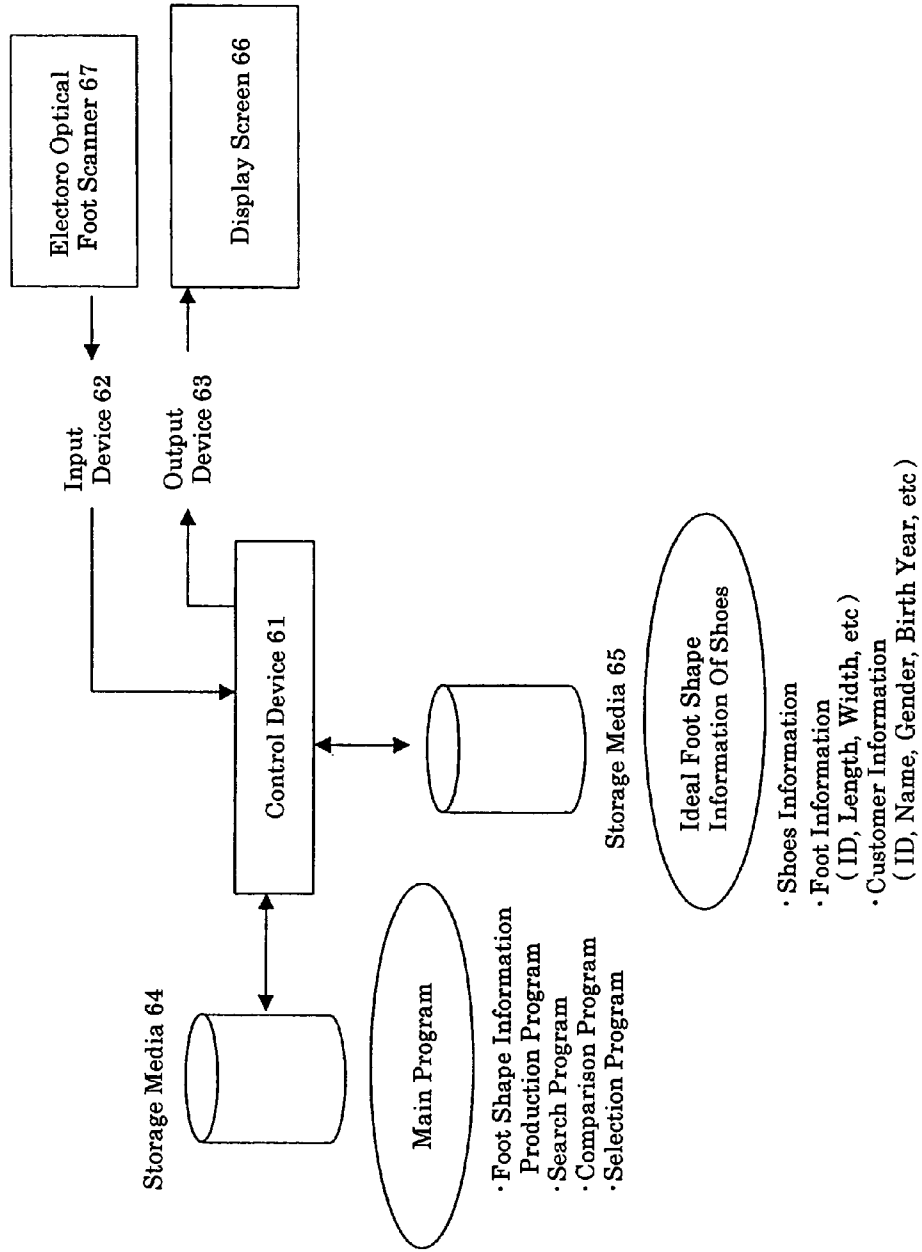 Electoro Optical
Foot Scanner 67
Display Screen 66
Input
Device 62
Output
Device 63
Control Device 61
Storage Media 64
Main Program
·Foot Shape Information
Production Program
·Search Program
·Comparison Program
·Selection Program
Storage Media 65
Ideal Foot Shape
Information Of Shoes
·Shoes Information
·Foot Information
( ID, Length, Width, etc )
·Customer Information
( ID, Name, Gender, Birth Year, etc )